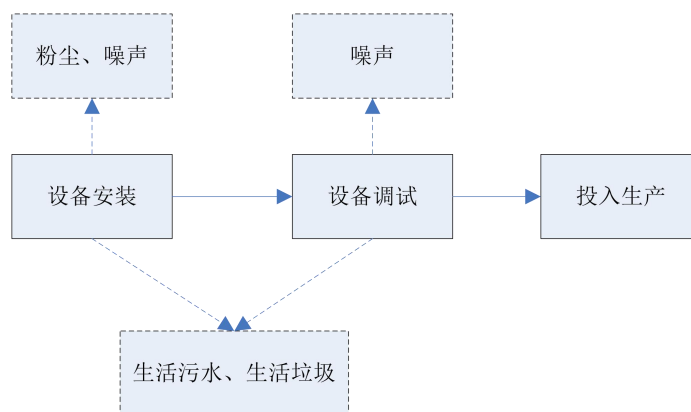 粉尘、噪声
噪声
设备安装
设备调试
投入生产
生活污水、生活垃圾